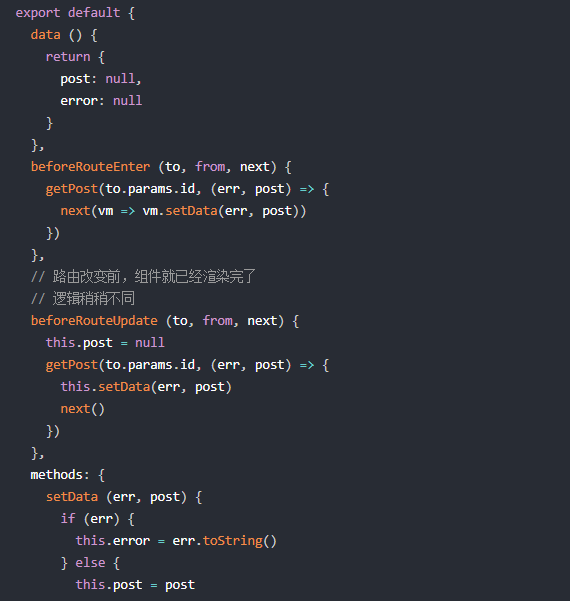 export default {
  data () {
    return {
      post: null,
      error: null
    }
  },
  beforeRouteEnter (to, from, next) {
    getPost(to.params.id, (err, post) => {
      next(vm => vm.setData(err, post))
    })
  },
  // 路由改变前，组件就已经渲染完了
  // 逻辑稍稍不同
  beforeRouteUpdate (to, from, next) {
    this.post = null
    getPost(to.params.id, (err, post) => {
      this.setData(err, post)
      next()
    })
  },
  methods: {
    setData (err, post) {
      if (err) {
        this.error = err.toString()
      } else {
        this.post = post